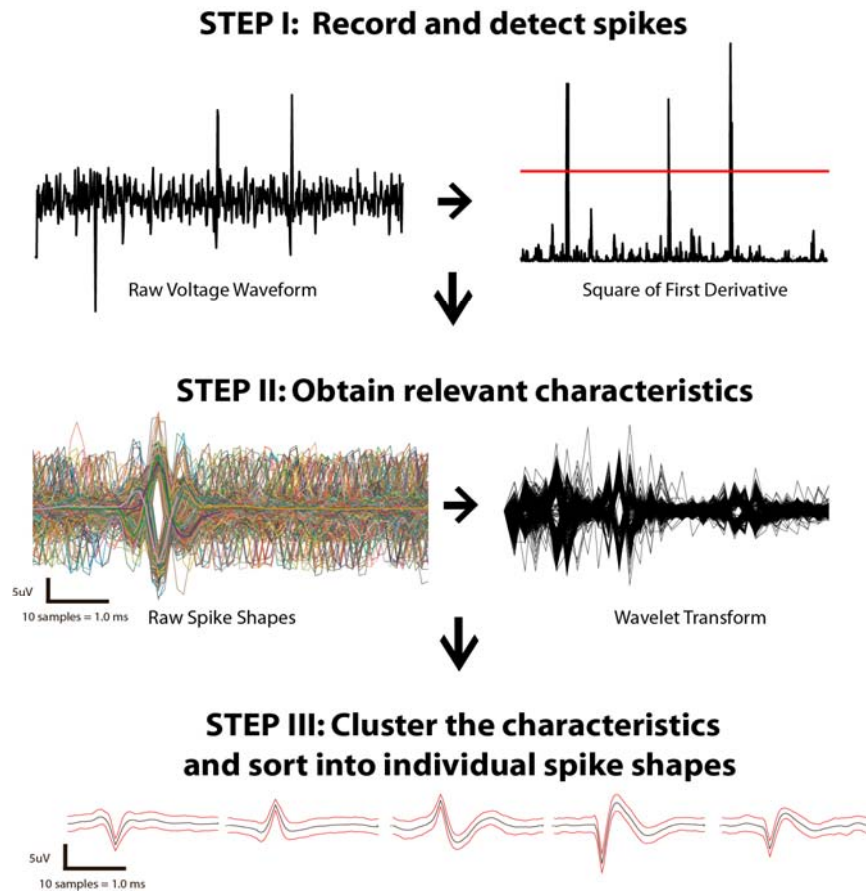 STEP I: Record and detect spikes
Raw Voltage Waveform
Square of First Derivative
STEP II: Obtain relevant characteristics
5uV
10 samples = 1.0 ms
Raw Spike Shapes
Wavelet Transform
STEP III: Cluster the characteristics
and sort into individual spike shapes
5uV
10 samples = 1.0 ms